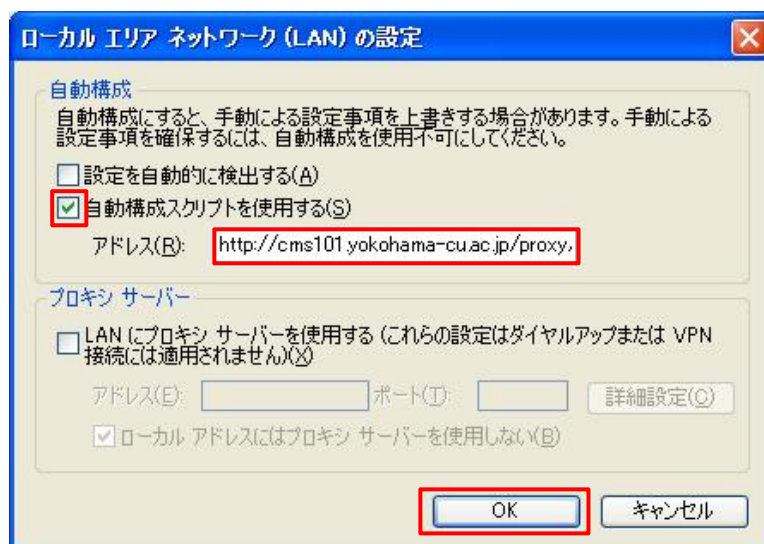 ローカル エリア ネットワーク (LAN) の設定
自動構成
自動構成にすると、手動による設定事項を上書きする場合があります。手動による
設定事項を確保するには、自動構成を使用不可にしてください。
設定を自動的に検出する(A)
自動構成スクリプトを使用する(S)
アドレス(R): http://cms101.yokohama-cu.ac.jp/proxy.
プロキシ サーバー
LAN にプロキシ サーバーを使用する (これらの設定はダイヤルアップまたは VPN
接続には適用されません)(X)
アドレス(E): ポート(T): 詳細設定(C)
ローカル アドレスにはプロキシ サーバーを使用しない(B)
OK キャンセル